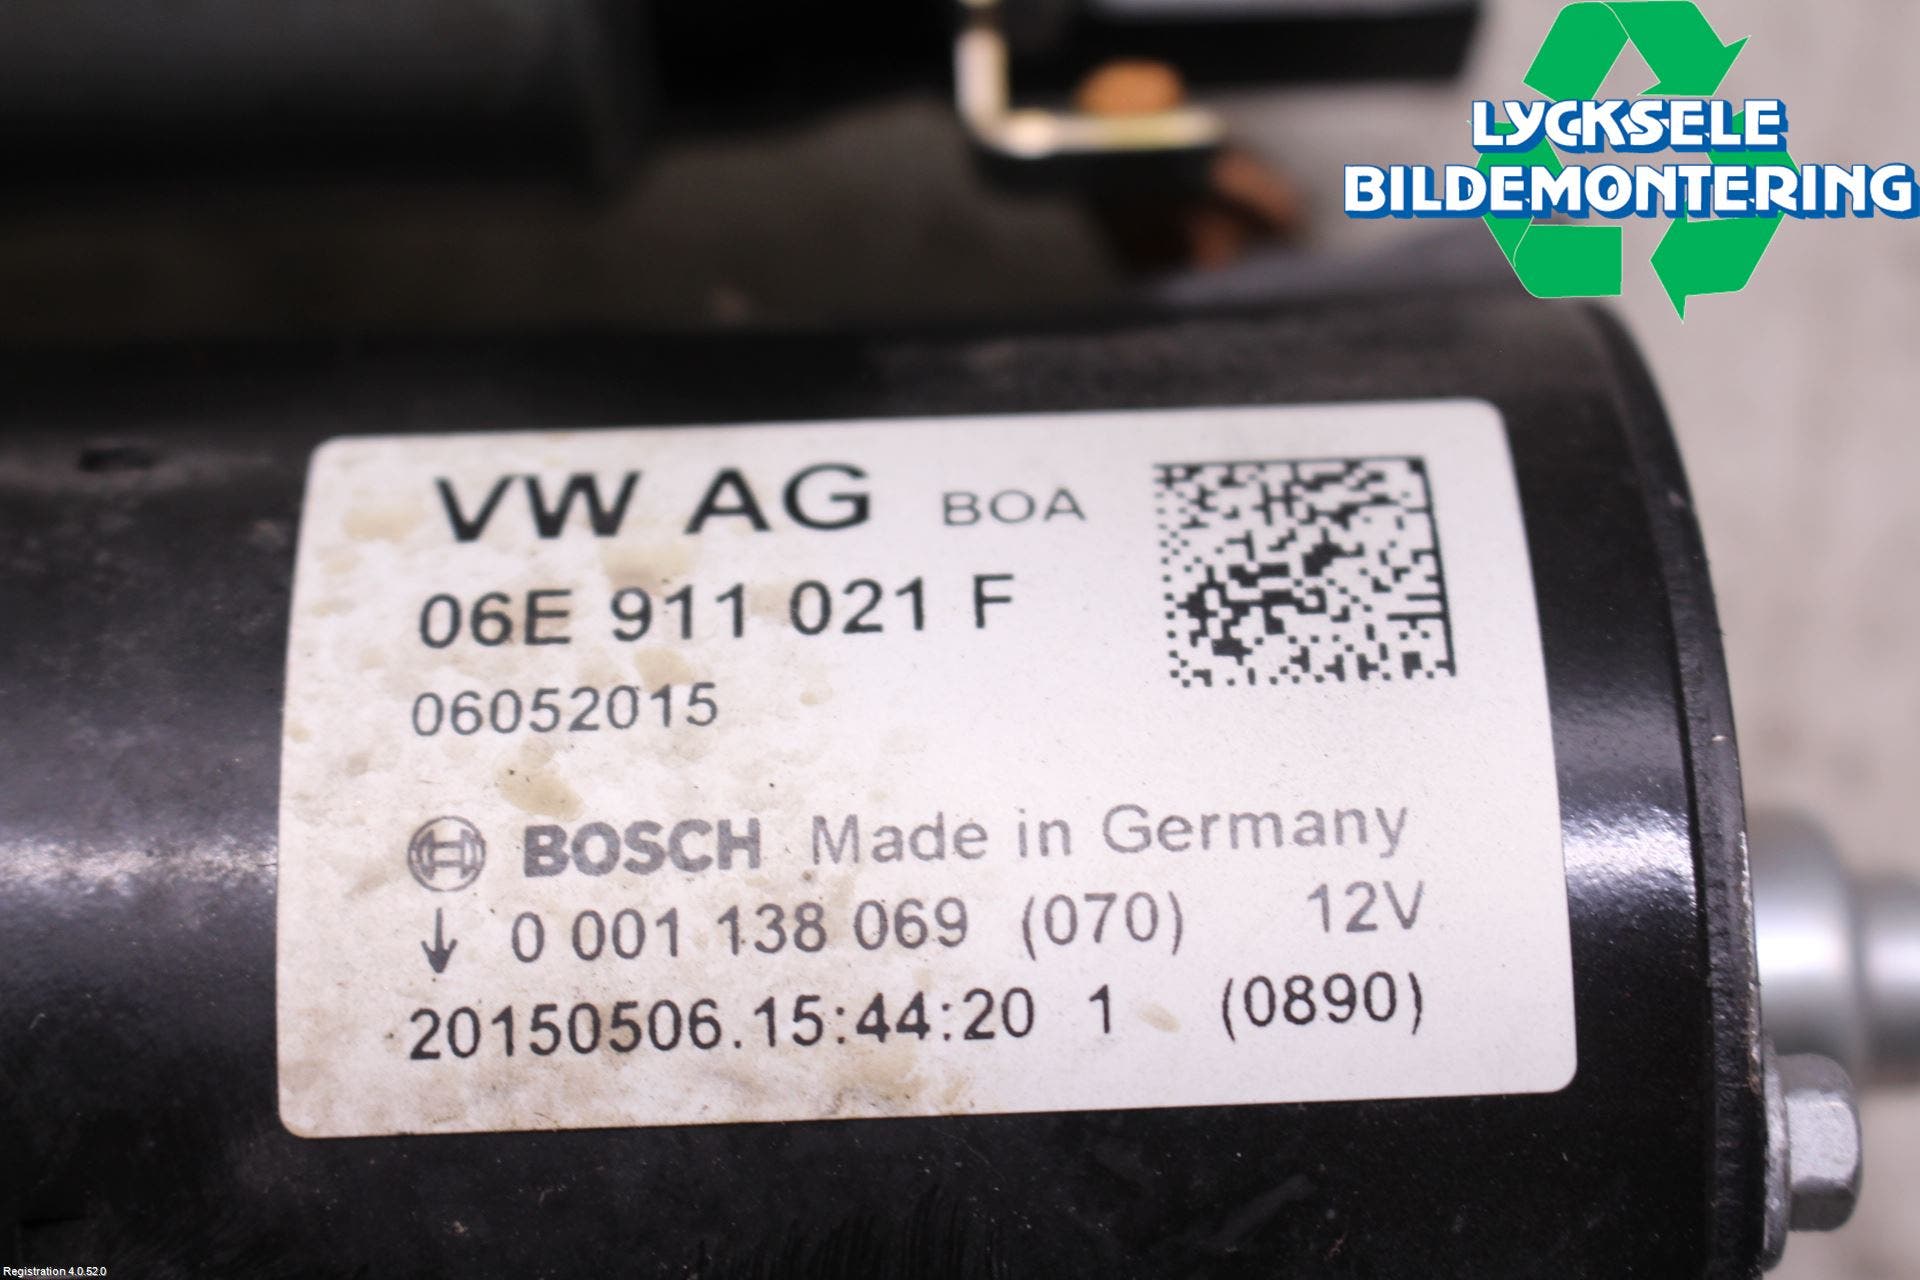 LYCKSELE
BILDEMONTERING
VW AG BOA
06E 911 021 F
06052015
BOSCH Made in Germany
↓ 0 001 138 069 (070) 12V
20150506.15:44:20 1 (0890)
Registration 4.0.52.0